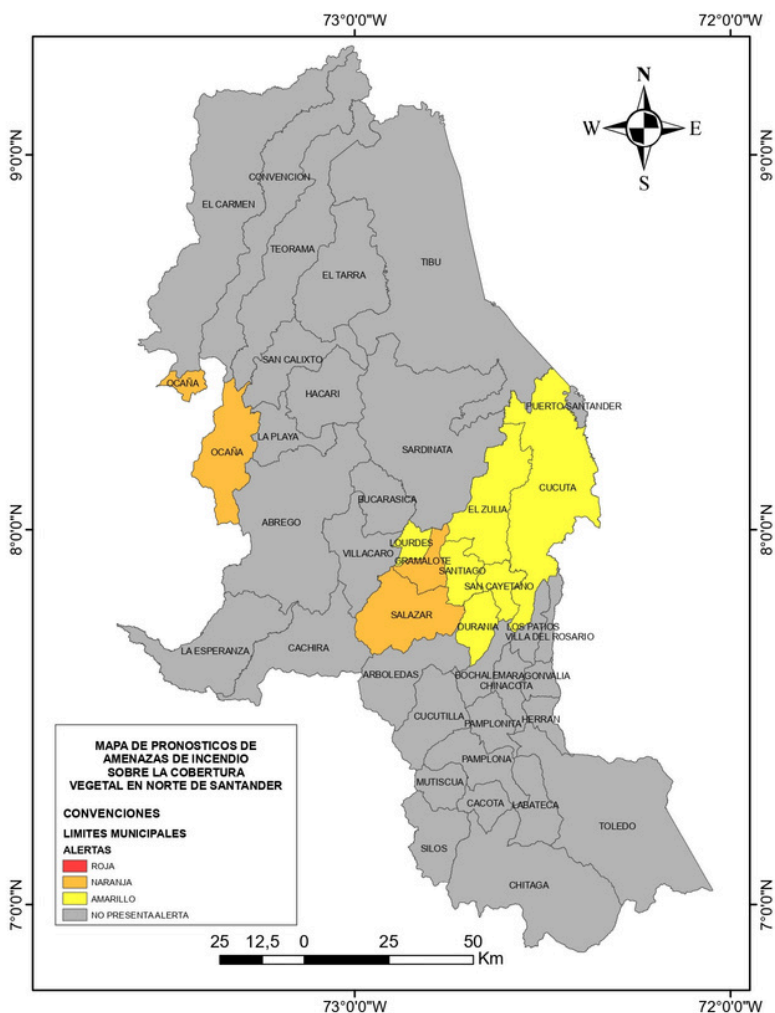 73°0'0"W
72°0'0"W
N
W
E
S
9°0'0"N
9°0'0"N
CONVENCION
EL CARMEN
TEORAMA
TIBU
EL TARRA
SAN CALIXTO
OCAÑA
HACARI
PUERTO SANTANDER
LA PLAYA
OCAÑA
SARDINATA
CUCUTA
BUCARASICA
EL ZULIA
ABREGO
8°0'0"N
8°0'0"N
LOURDES
VILLACARO
GRAMALOTE
SANTIAGO
SAN CAYETANO
SALAZAR
DURANIA
LOS PATIOS
VILLA DEL ROSARIO
LA ESPERANZA
CACHIRA
ARBOLEDAS
BOCHALEMA
RAGONVALIA
CHINACOTA
CUCUTILLA
PAMPLONITA
HERRAN
PAMPLONA
MUTISCUA
CACOTA
LABATECA
TOLEDO
SILOS
CHITAGA
MAPA DE PRONOSTICOS DE
AMENAZAS DE INCENDIO
SOBRE LA COBERTURA
VEGETAL EN NORTE DE SANTANDER
CONVENCIONES
LIMITES MUNICIPALES
ALERTAS
ROJA
NARANJA
AMARILLO
NO PRESENTA ALERTA
7°0'0"N
7°0'0"N
25 12,5 0 25 50
Km
73°0'0"W
72°0'0"W